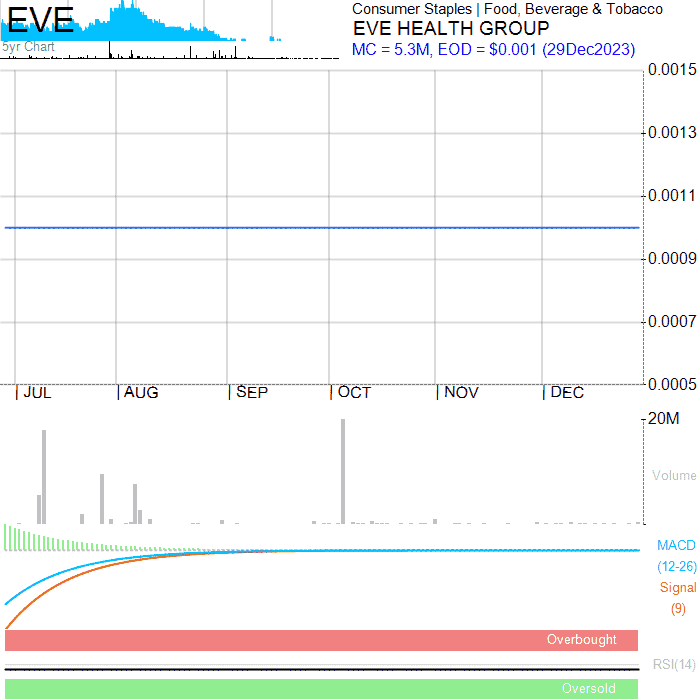 EVE
5yr Chart
Consumer Staples | Food, Beverage & Tobacco
EVE HEALTH GROUP
MC = 5.3M, EOD = $0.001 (29Dec2023)
0.0015
0.0013
0.0011
0.0009
0.0007
0.0005
| JUL | AUG | SEP | OCT | NOV | DEC
20M
Volume
MACD
(12-26)
Signal
(9)
Overbought
RSI(14)
Oversold